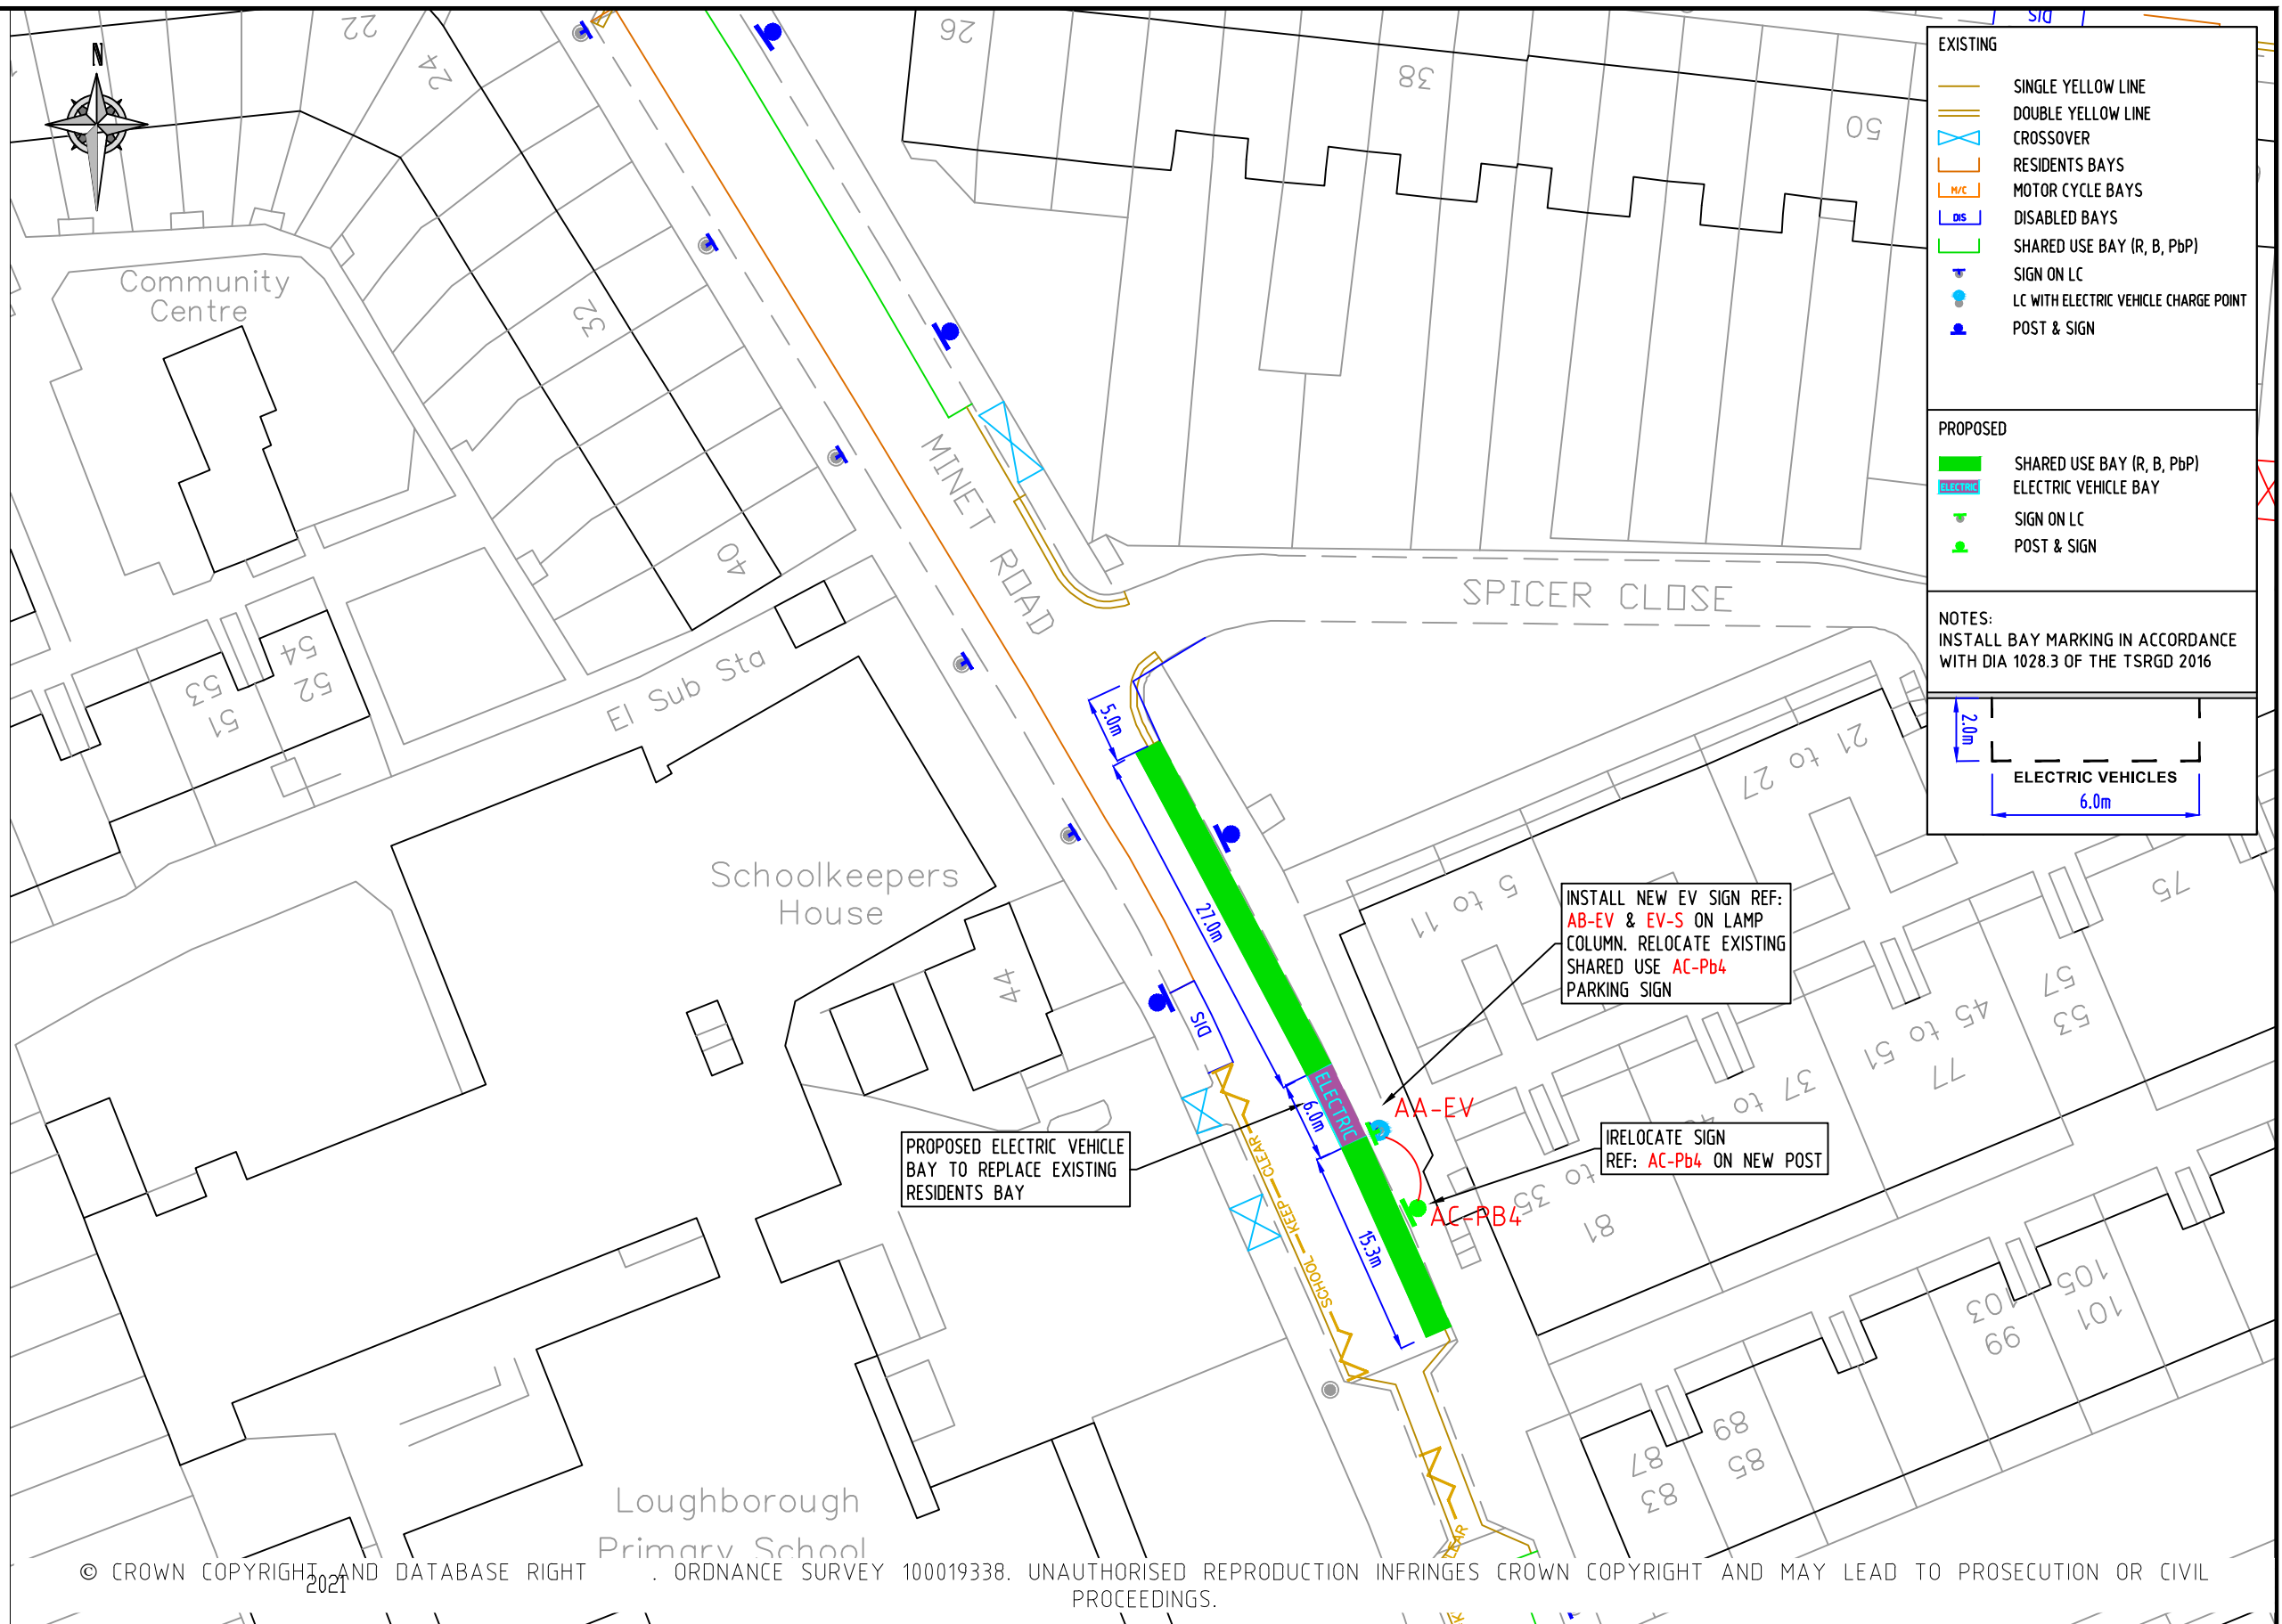 N
22
24
26
38
50
Community
Centre
32
40
MINET ROAD
SPICER CLOSE
El Sub Sta
54
52
53
51
5.0m
27.0m
6.0m
15.3m
Schoolkeepers
House
44
DIS
ELECTRIC
SCHOOL KEEP CLEAR
21 to 27
5 to 11
75
57
53
45 to 51
77
37 to
to 35
81
105
101
103
99
89
85
87
83
AA-EV
AC-PB4
INSTALL NEW EV SIGN REF:
AB-EV & EV-S ON LAMP
COLUMN. RELOCATE EXISTING
SHARED USE AC-Pb4
PARKING SIGN
IRELOCATE SIGN
REF: AC-Pb4 ON NEW POST
PROPOSED ELECTRIC VEHICLE
BAY TO REPLACE EXISTING
RESIDENTS BAY
Loughborough
Primary School
DIS
EXISTING
SINGLE YELLOW LINE
DOUBLE YELLOW LINE
CROSSOVER
RESIDENTS BAYS
M/C MOTOR CYCLE BAYS
DIS DISABLED BAYS
SHARED USE BAY (R, B, PbP)
SIGN ON LC
LC WITH ELECTRIC VEHICLE CHARGE POINT
POST & SIGN
PROPOSED
SHARED USE BAY (R, B, PbP)
ELECTRIC ELECTRIC VEHICLE BAY
SIGN ON LC
POST & SIGN
NOTES:
INSTALL BAY MARKING IN ACCORDANCE
WITH DIA 1028.3 OF THE TSRGD 2016
2.0m
ELECTRIC VEHICLES
6.0m
© CROWN COPYRIGHT AND DATABASE RIGHT 2021. ORDNANCE SURVEY 100019338. UNAUTHORISED REPRODUCTION INFRINGES CROWN COPYRIGHT AND MAY LEAD TO PROSECUTION OR CIVIL
PROCEEDINGS.